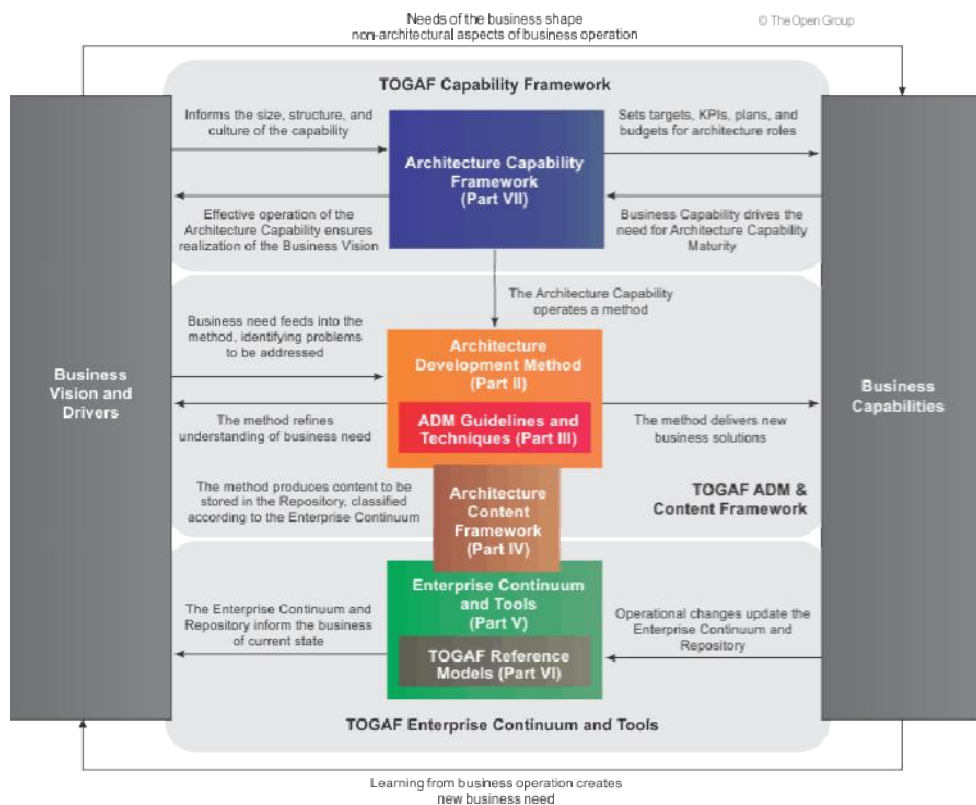 Needs of the business shape
non-architectural aspects of business operation
© The Open Group
TOGAF Capability Framework
Informs the size, structure, and
culture of the capability
Sets targets, KPIs, plans, and
budgets for architecture roles
Architecture Capability
Framework
(Part VII)
Effective operation of the
Architecture Capability ensures
realization of the Business Vision
Business Capability drives the
need for Architecture Capability
Maturity
The Architecture Capability
operates a method
Business need feeds into the
method, identifying problems
to be addressed
Architecture
Development Method
(Part II)
Business
Vision and
Drivers
Business
Capabilities
The method refines
understanding of business need
ADM Guidelines and
Techniques (Part III)
The method delivers new
business solutions
The method produces content to be
stored in the Repository, classified
according to the Enterprise Continuum
Architecture
Content
Framework
(Part IV)
TOGAF ADM &
Content Framework
Enterprise Continuum
and Tools
(Part V)
The Enterprise Continuum and
Repository inform the business
of current state
Operational changes update the
Enterprise Continuum and
Repository
TOGAF Reference
Models (Part VI)
TOGAF Enterprise Continuum and Tools
Learning from business operation creates
new business need